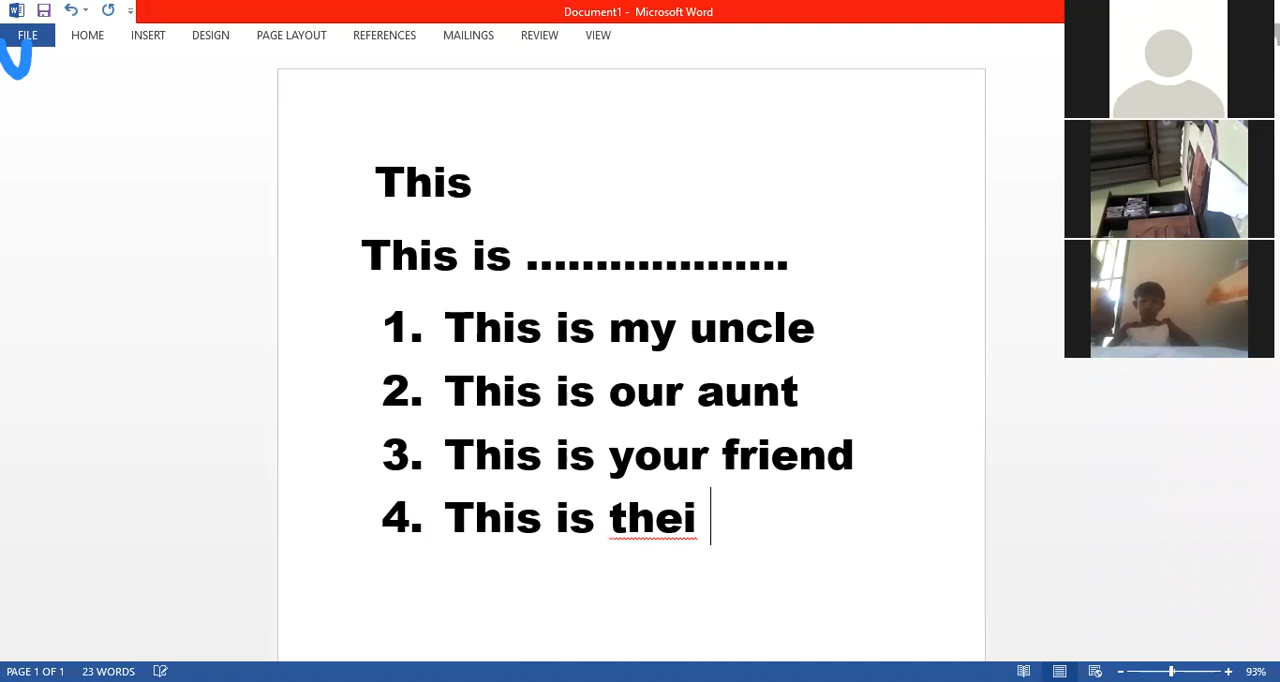 Document1 - Microsoft Word
FILE HOME INSERT DESIGN PAGE LAYOUT REFERENCES MAILINGS REVIEW VIEW
This
This is ...................
1. This is my uncle
2. This is our aunt
3. This is your friend
4. This is thei
PAGE 1 OF 1 23 WORDS 93%